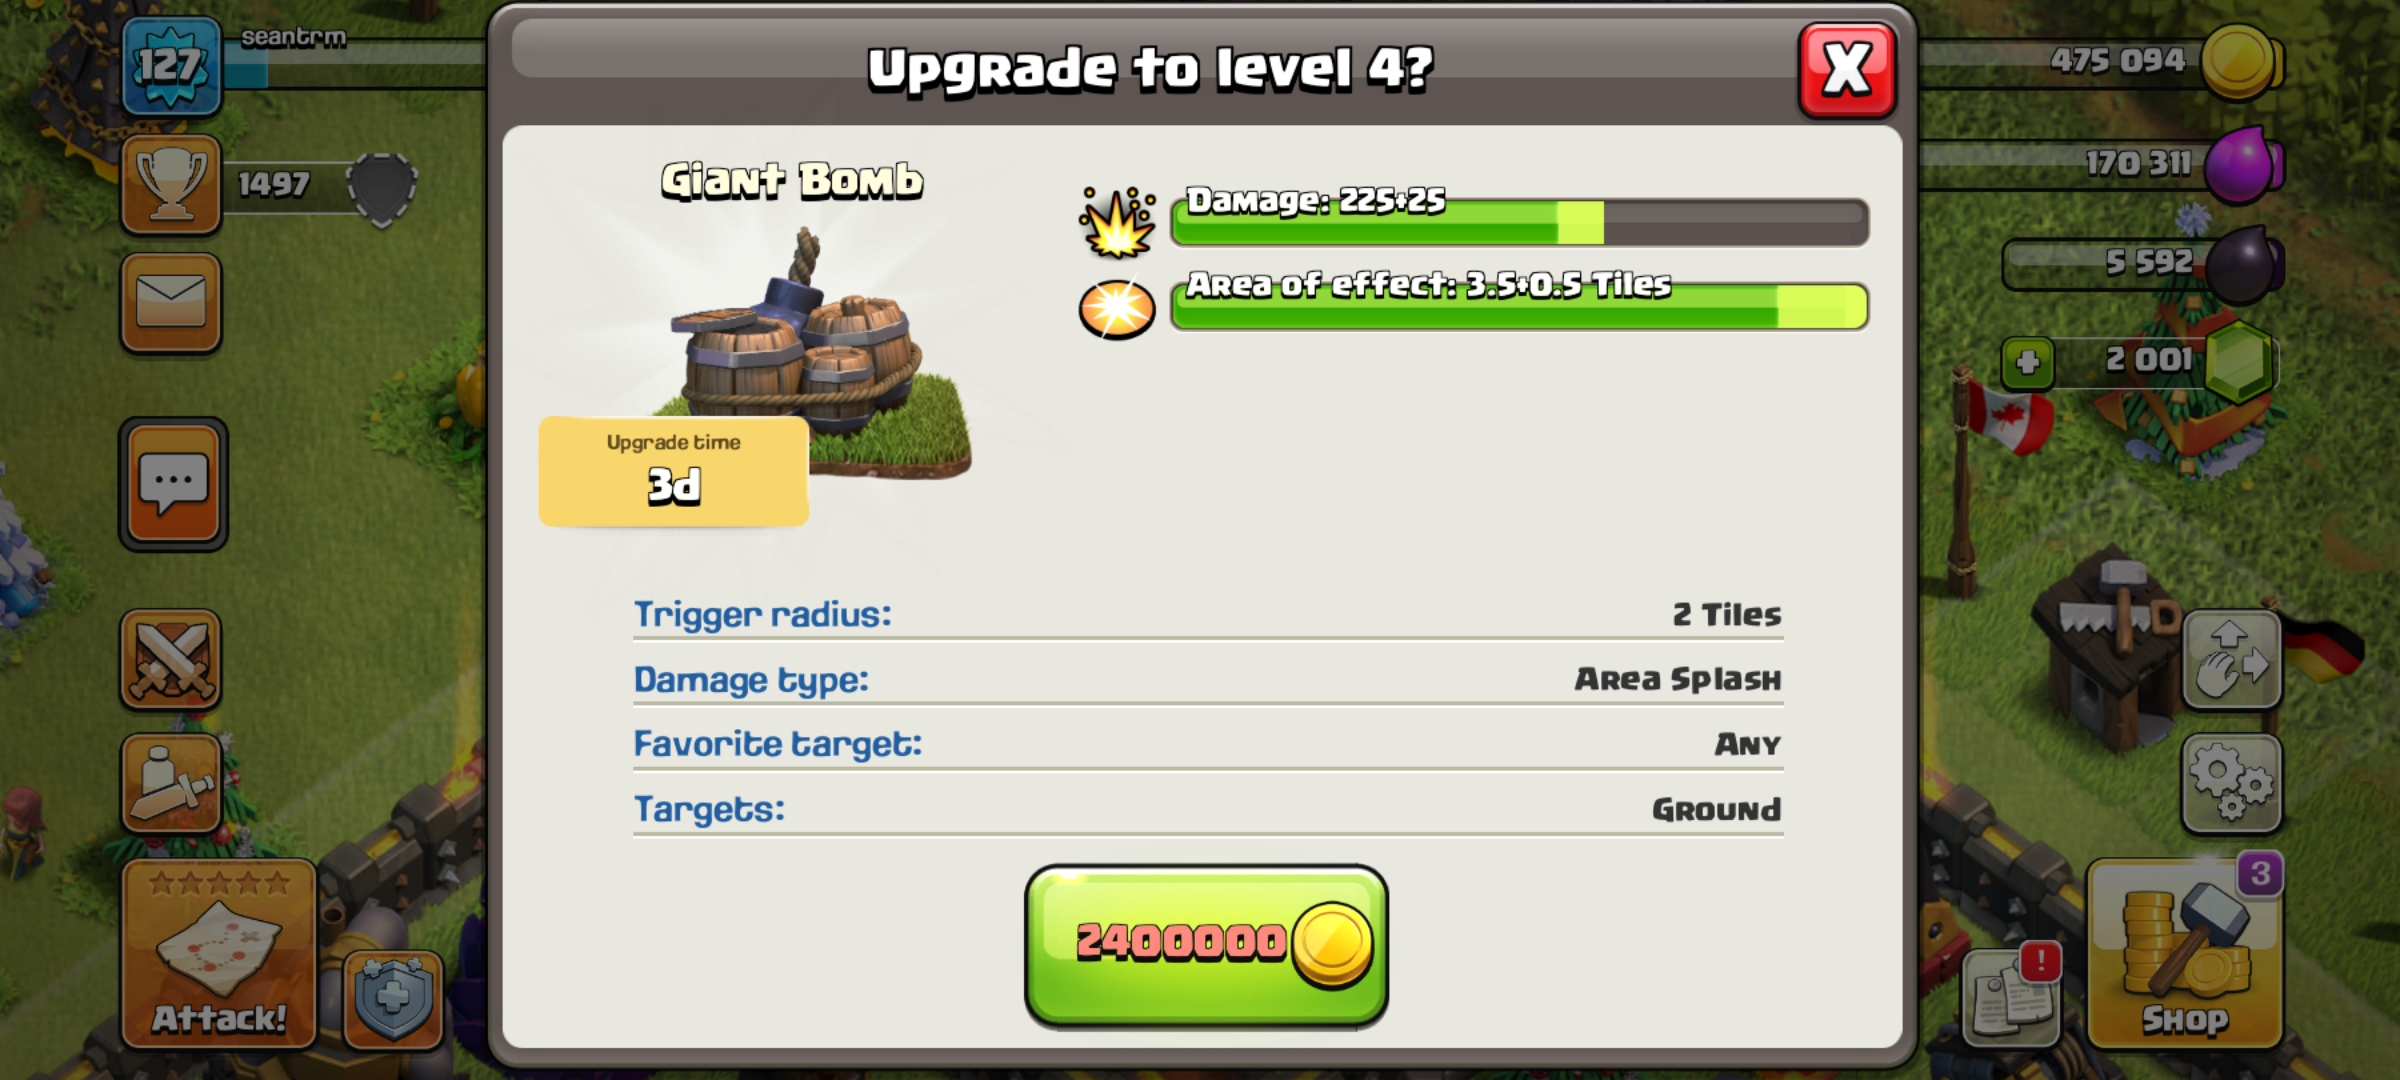 127
seantrm
1497
Upgrade to level 4?
X
475 094
170 311
5 592
2 001
Giant Bomb
Damage: 225+25
Area of effect: 3.5+0.5 Tiles
Upgrade time
3d
Trigger radius: 2 Tiles
Damage type: Area Splash
Favorite target: Any
Targets: Ground
2400000
Attack!
3
!
Shop